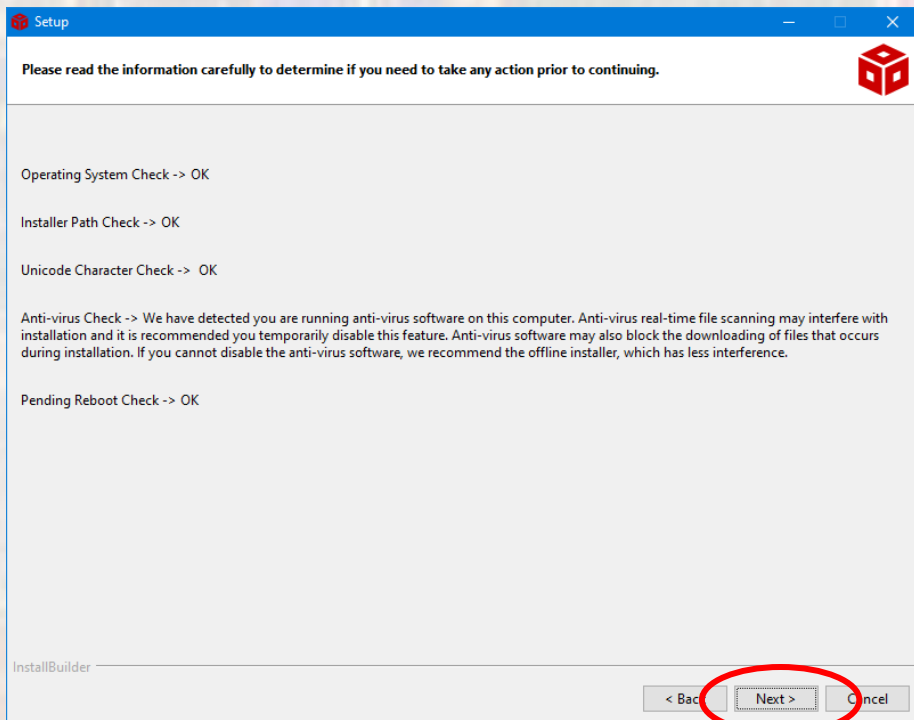 Setup
Please read the information carefully to determine if you need to take any action prior to continuing.
Operating System Check -> OK
Installer Path Check -> OK
Unicode Character Check ->  OK
Anti-virus Check -> We have detected you are running anti-virus software on this computer. Anti-virus real-time file scanning may interfere with
installation and it is recommended you temporarily disable this feature. Anti-virus software may also block the downloading of files that occurs
during installation. If you cannot disable the anti-virus software, we recommend the offline installer, which has less interference.
Pending Reboot Check -> OK
InstallBuilder
< Back Next > Cancel